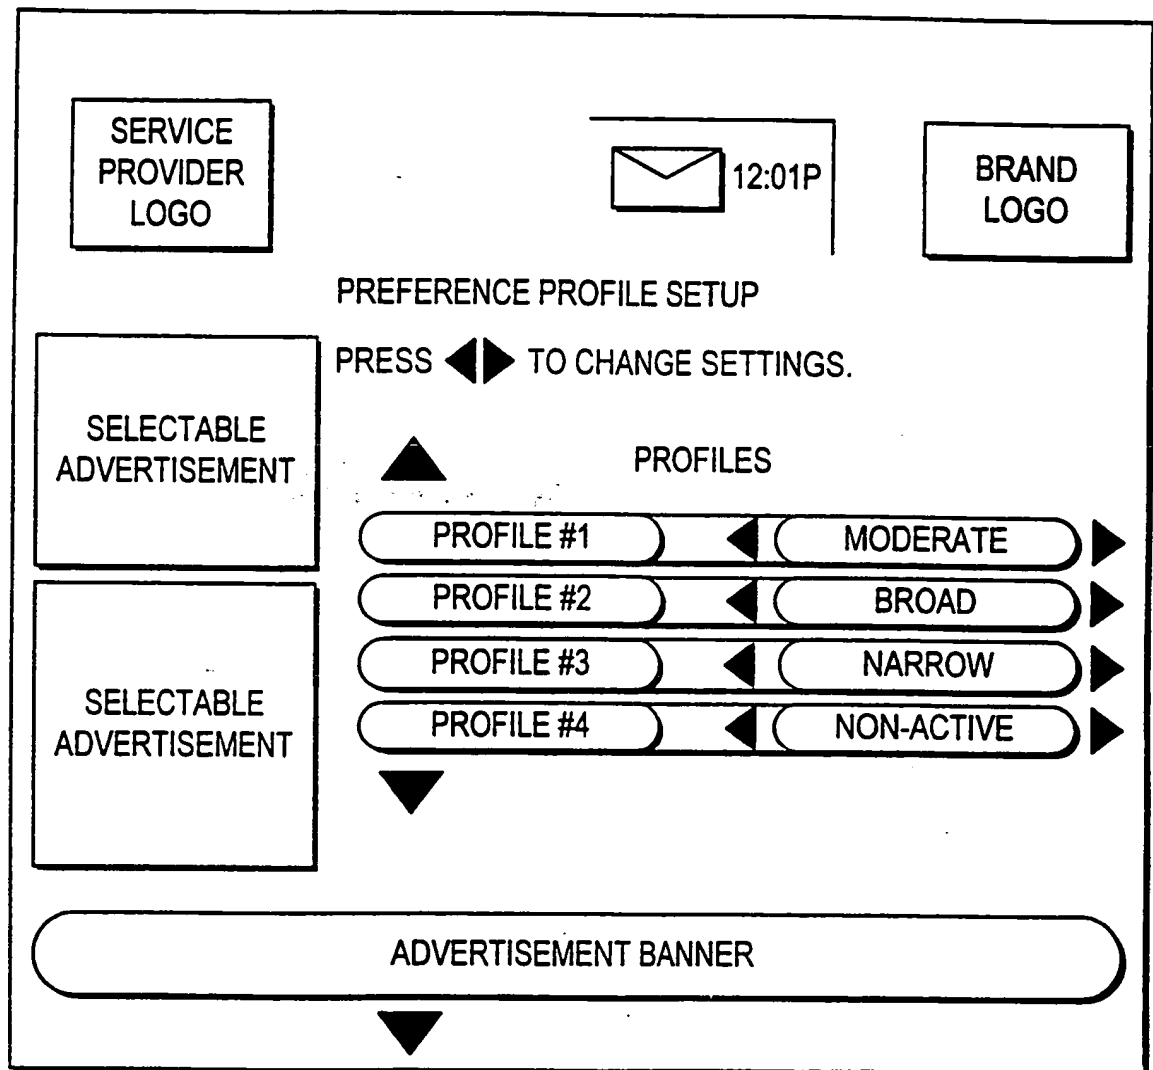 SERVICE
PROVIDER
LOGO
12:01P
BRAND
LOGO
PREFERENCE PROFILE SETUP
PRESS ◀▶ TO CHANGE SETTINGS.
SELECTABLE
ADVERTISEMENT
PROFILES
PROFILE #1 MODERATE
PROFILE #2 BROAD
PROFILE #3 NARROW
PROFILE #4 NON-ACTIVE
SELECTABLE
ADVERTISEMENT
ADVERTISEMENT BANNER